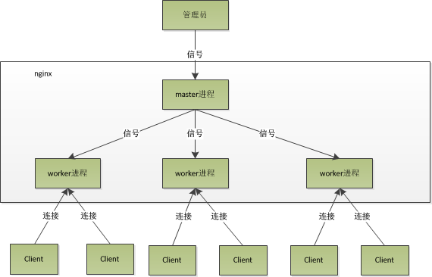 管理员
信号
nginx
master进程
信号 信号 信号
worker进程 worker进程 worker进程
连接 连接 连接 连接 连接 连接
Client Client Client Client Client Client